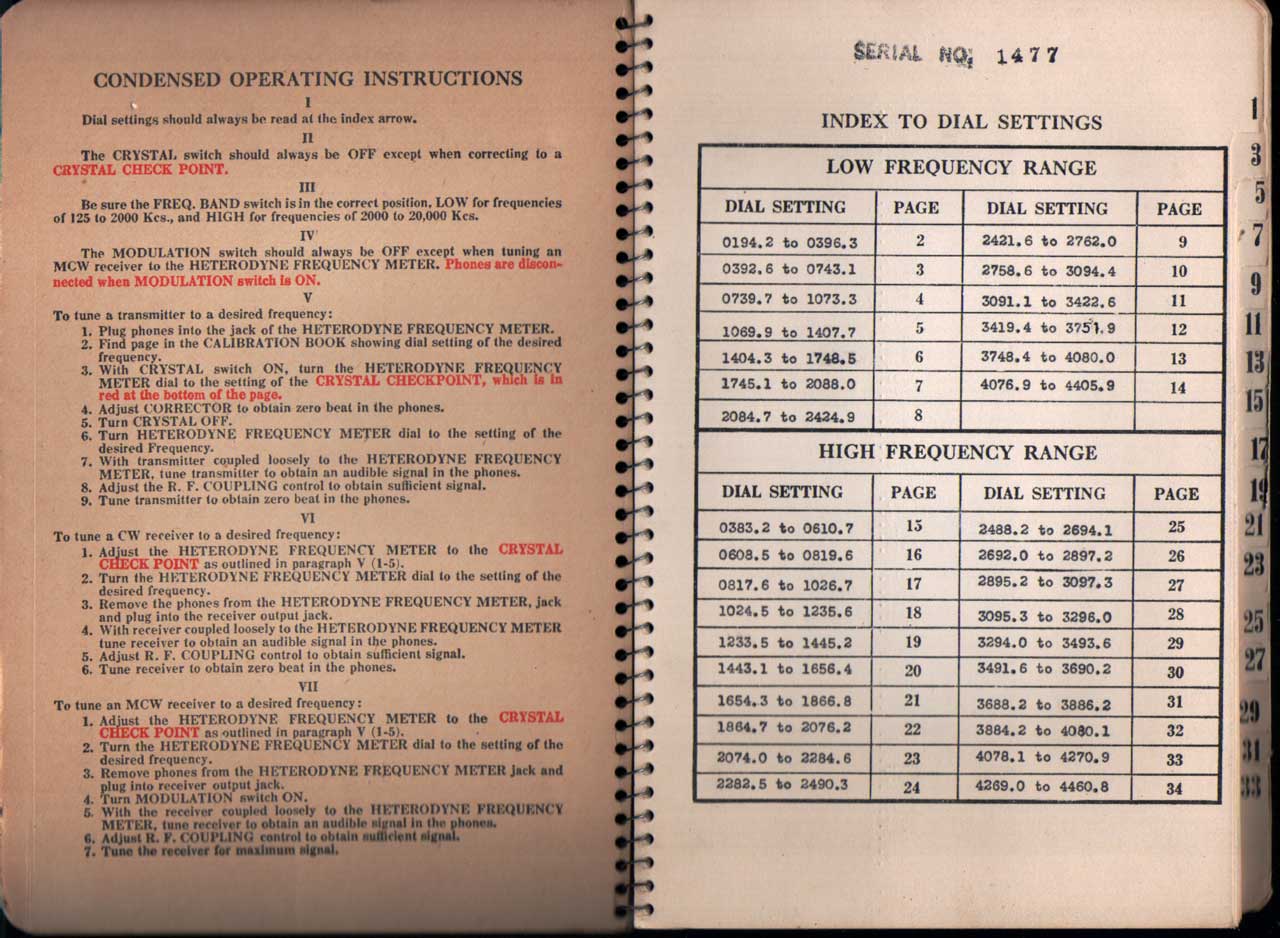 CONDENSED OPERATING INSTRUCTIONS
I
Dial settings should always be read at the index arrow.
II
The CRYSTAL switch should always be OFF except when correcting to a
CRYSTAL CHECK POINT.
III
Be sure the FREQ. BAND switch is in the correct position, LOW for frequencies
of 125 to 2000 Kcs., and HIGH for frequencies of 2000 to 20,000 Kcs.
IV
The MODULATION switch should always be OFF except when tuning an
MCW receiver to the HETERODYNE FREQUENCY METER. Phones are discon-
nected when MODULATION switch is ON.
V
To tune a transmitter to a desired frequency:
1. Plug phones into the jack of the HETERODYNE FREQUENCY METER.
2. Find page in the CALIBRATION BOOK showing dial setting of the desired
frequency.
3. With CRYSTAL switch ON, turn the HETERODYNE FREQUENCY
METER dial to the setting of the CRYSTAL CHECKPOINT, which is in
red at the bottom of the page.
4. Adjust CORRECTOR to obtain zero beat in the phones.
5. Turn CRYSTAL OFF.
6. Turn HETERODYNE FREQUENCY METER dial to the setting of the
desired Frequency.
7. With transmitter coupled loosely to the HETERODYNE FREQUENCY
METER, tune transmitter to obtain an audible signal in the phones.
8. Adjust the R. F. COUPLING control to obtain sufficient signal.
9. Tune transmitter to obtain zero beat in the phones.
VI
To tune a CW receiver to a desired frequency:
1. Adjust the HETERODYNE FREQUENCY METER to the CRYSTAL
CHECK POINT as outlined in paragraph V (1-5).
2. Turn the HETERODYNE FREQUENCY METER dial to the setting of the
desired frequency.
3. Remove the phones from the HETERODYNE FREQUENCY METER, jack
and plug into the receiver output jack.
4. With receiver coupled loosely to the HETERODYNE FREQUENCY METER
tune receiver to obtain an audible signal in the phones.
5. Adjust R. F. COUPLING control to obtain sufficient signal.
6. Tune receiver to obtain zero beat in the phones.
VII
To tune an MCW receiver to a desired frequency:
1. Adjust the HETERODYNE FREQUENCY METER to the CRYSTAL
CHECK POINT as outlined in paragraph V (1-5).
2. Turn the HETERODYNE FREQUENCY METER dial to the setting of the
desired frequency.
3. Remove phones from the HETERODYNE FREQUENCY METER jack and
plug into receiver output jack.
4. Turn MODULATION switch ON.
5. With the receiver coupled loosely to the HETERODYNE FREQUENCY
METER, tune receiver to obtain an audible signal in the phones.
6. Adjust R. F. COUPLING control to obtain sufficient signal.
7. Tune the receiver for maximum signal.
SERIAL NO. 1477
INDEX TO DIAL SETTINGS
LOW FREQUENCY RANGE
DIAL SETTING PAGE DIAL SETTING PAGE
0194.2 to 0396.3 2 2421.6 to 2762.0 9
0392.6 to 0743.1 3 2758.6 to 3094.4 10
0739.7 to 1073.3 4 3091.1 to 3422.6 11
1069.9 to 1407.7 5 3419.4 to 3751.9 12
1404.3 to 1748.5 6 3748.4 to 4080.0 13
1745.1 to 2088.0 7 4076.9 to 4405.9 14
2084.7 to 2424.9 8
HIGH FREQUENCY RANGE
DIAL SETTING PAGE DIAL SETTING PAGE
0383.2 to 0610.7 15 2488.2 to 2694.1 25
0608.5 to 0819.6 16 2692.0 to 2897.2 26
0817.6 to 1026.7 17 2895.2 to 3097.3 27
1024.5 to 1235.6 18 3095.3 to 3296.0 28
1233.5 to 1445.2 19 3294.0 to 3493.6 29
1443.1 to 1656.4 20 3491.6 to 3690.2 30
1654.3 to 1866.8 21 3688.2 to 3886.2 31
1864.7 to 2076.2 22 3884.2 to 4080.1 32
2074.0 to 2284.6 23 4078.1 to 4270.9 33
2282.5 to 2490.3 24 4269.0 to 4460.8 34
1
3
5
7
9
11
13
15
17
19
21
23
25
27
29
31
33